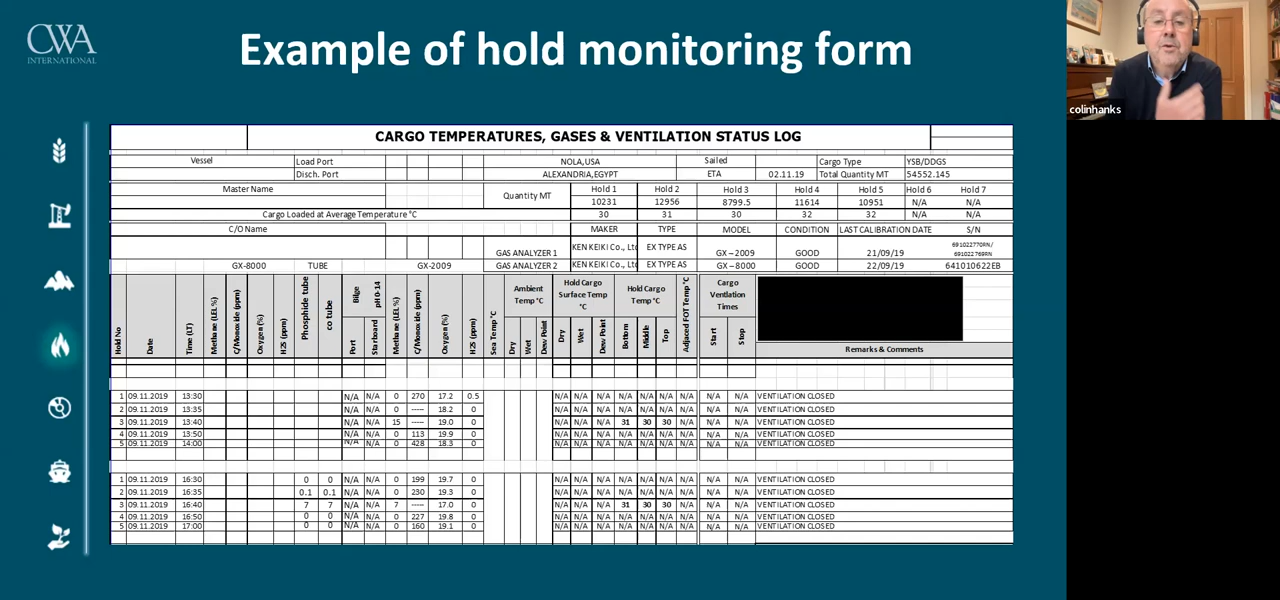 CWA
INTERNATIONAL
Example of hold monitoring form
colinhanks
CARGO TEMPERATURES, GASES & VENTILATION STATUS LOG
Vessel Load Port NOLA,USA Sailed Cargo Type YSB/DDGS
Disch. Port ALEXANDRIA,EGYPT ETA 02.11.19 Total Quantity MT 54552.145
Master Name Quantity MT Hold 1 Hold 2 Hold 3 Hold 4 Hold 5 Hold 6 Hold 7
10231 12956 8799.5 11614 10951 N/A N/A
Cargo Loaded at Average Temperature °C 30 31 30 32 32 N/A N/A
C/O Name MAKER TYPE MODEL CONDITION LAST CALIBRATION DATE S/N
GAS ANALYZER 1 KEN KEIKI Co., Ltd EX TYPE AS GX – 2009 GOOD 21/09/19 691022770RN/
691022769RN
GX-8000 TUBE GX-2009 GAS ANALYZER 2 KEN KEIKI Co., Ltd EX TYPE AS GX – 8000 GOOD 22/09/19 641010622EB
Hold No Date Time (LT) Methane (LEL %) C/Monoxide (ppm) Oxygen (%) H2S (ppm) Phosphide tube co tube Bilge pH 0-14 Port Starboard Methane (LEL %) C/Monoxide (ppm) Oxygen (%) H2S (ppm) Sea Temp °C Ambient Temp °C Dry Wet Dew Point Hold Cargo Surface Temp °C Dry Wet Dew Point Hold Cargo Temp °C Bottom Middle Top Adjaced FOT Temp °C Cargo Ventilation Times Start Stop Remarks & Comments
1 09.11.2019 13:30 N/A N/A 0 270 17.2 0.5 N/A N/A N/A N/A N/A N/A N/A N/A N/A VENTILATION CLOSED
2 09.11.2019 13:35 N/A N/A 0 ----- 18.2 0 N/A N/A N/A N/A N/A N/A N/A N/A N/A VENTILATION CLOSED
3 09.11.2019 13:40 N/A N/A 15 ----- 19.0 0 N/A N/A N/A 31 30 30 N/A N/A N/A VENTILATION CLOSED
4 09.11.2019 13:50 N/A N/A 0 113 19.9 0 N/A N/A N/A N/A N/A N/A N/A N/A N/A VENTILATION CLOSED
5 09.11.2019 14:00 N/A N/A 0 428 18.3 0 N/A N/A N/A N/A N/A N/A N/A N/A N/A VENTILATION CLOSED
1 09.11.2019 16:30 0 0 N/A N/A 0 199 19.7 0 N/A N/A N/A N/A N/A N/A N/A N/A N/A VENTILATION CLOSED
2 09.11.2019 16:35 0.1 0.1 N/A N/A 0 230 19.3 0 N/A N/A N/A N/A N/A N/A N/A N/A N/A VENTILATION CLOSED
3 09.11.2019 16:40 7 7 N/A N/A 7 ----- 17.0 0 N/A N/A N/A 31 30 30 N/A N/A N/A VENTILATION CLOSED
4 09.11.2019 16:50 0 0 N/A N/A 0 227 19.8 0 N/A N/A N/A N/A N/A N/A N/A N/A N/A VENTILATION CLOSED
5 09.11.2019 17:00 0 0 N/A N/A 0 160 19.1 0 N/A N/A N/A N/A N/A N/A N/A N/A N/A VENTILATION CLOSED